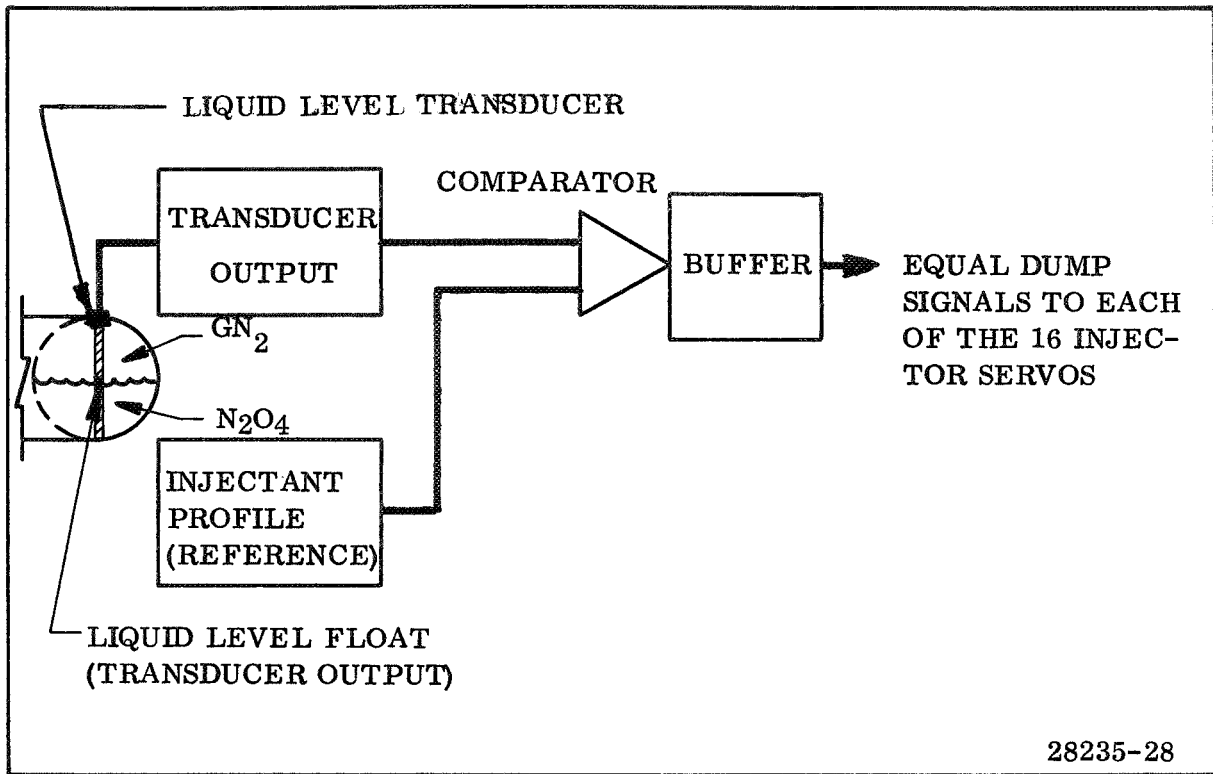 LIQUID LEVEL TRANSDUCER
TRANSDUCER
OUTPUT
COMPARATOR
BUFFER
EQUAL DUMP
SIGNALS TO EACH
OF THE 16 INJEC-
TOR SERVOS
GN2
N2O4
INJECTANT
PROFILE
(REFERENCE)
LIQUID LEVEL FLOAT
(TRANSDUCER OUTPUT)
28235-28